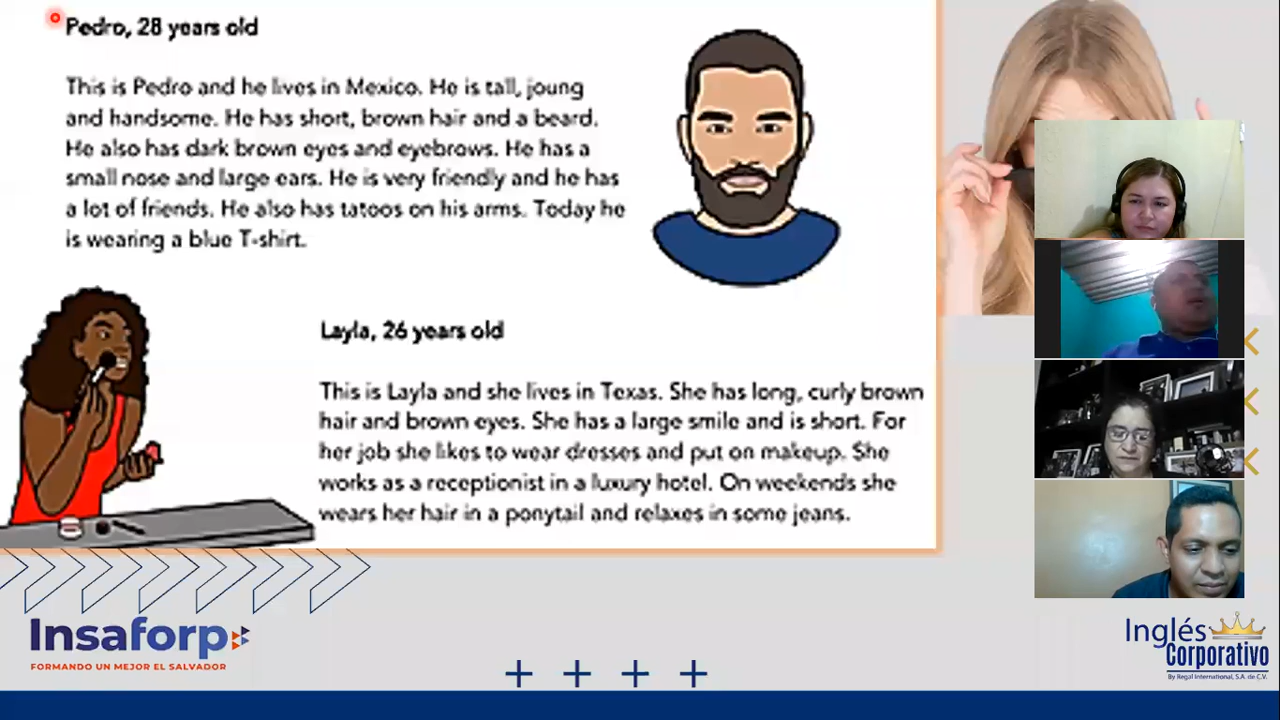 Pedro, 28 years old
This is Pedro and he lives in Mexico. He is tall, joung
and handsome. He has short, brown hair and a beard.
He also has dark brown eyes and eyebrows. He has a
small nose and large ears. He is very friendly and he has
a lot of friends. He also has tatoos on his arms. Today he
is wearing a blue T-shirt.
Layla, 26 years old
This is Layla and she lives in Texas. She has long, curly brown
hair and brown eyes. She has a large smile and is short. For
her job she likes to wear dresses and put on makeup. She
works as a receptionist in a luxury hotel. On weekends she
wears her hair in a ponytail and relaxes in some jeans.
Insaforp
FORMANDO UN MEJOR EL SALVADOR
Inglés
Corporativo
By Regal International, S.A. de C.V.